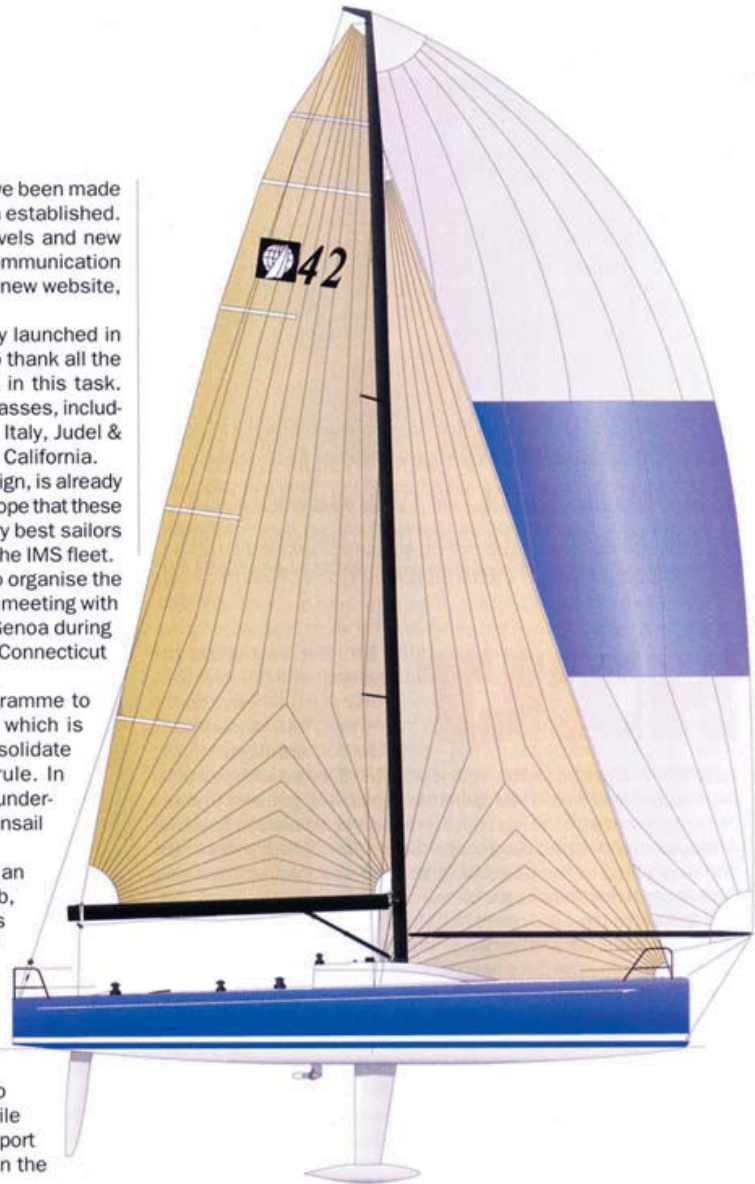 ve been made
established.
vels and new
ommunication
new website,
y launched in
o thank all the
in this task.
asses, includ-
Italy, Judel &
California.
ign, is already
ope that these
y best sailors
he IMS fleet.
o organise the
meeting with
Genoa during
Connecticut
ramme to
which is
solidate
rule. In
under-
nsail
an
b,
s
o
ile
port
n the
42